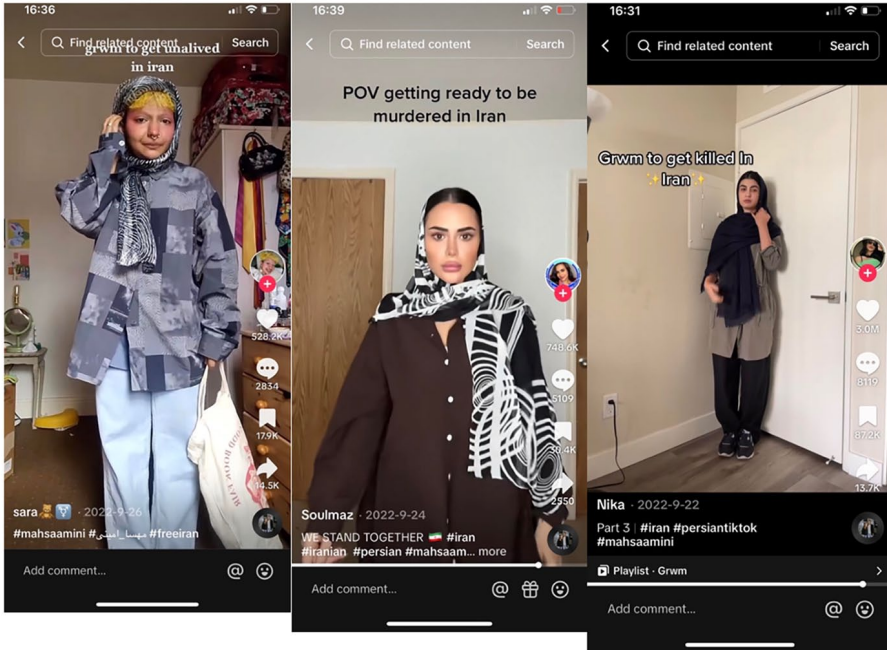 16:36
Find related content
Search
grwm to get unalived
in iran
528.2K
2834
17.9K
14.5K
sara 🧸⚧ · 2022-9-26
#mahsaamini #مهسا_امینی #freeiran
Add comment...
16:39
Find related content
Search
POV getting ready to be
murdered in Iran
748.6K
5109
2550
Soulmaz · 2022-9-24
WE STAND TOGETHER 🇮🇷 #iran
#iranian #persian #mahsaam... more
Add comment...
16:31
Find related content
Search
Grwm to get killed In
✨Iran✨
3.0M
8119
87.2K
13.7K
Nika · 2022-9-22
Part 3 | #iran #persiantiktok
#mahsaamini
Playlist · Grwm
Add comment...